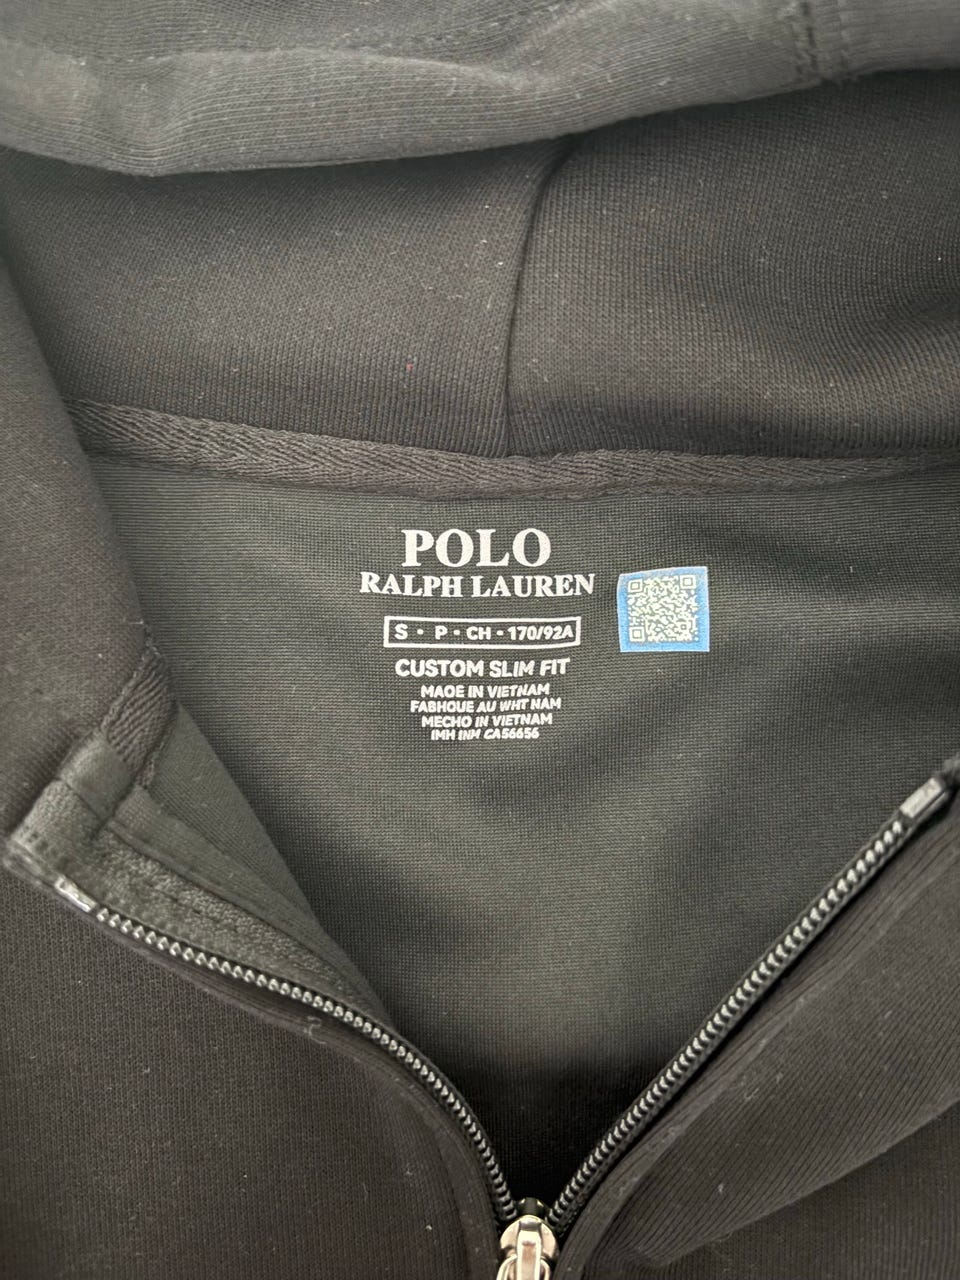 POLO
RALPH LAUREN
S • P • CH • 170/92A
CUSTOM SLIM FIT
MAOE IN VIETNAM
FABHOUE AU WHT NAM
MECHO IN VIETNAM
IMH INM CA56656